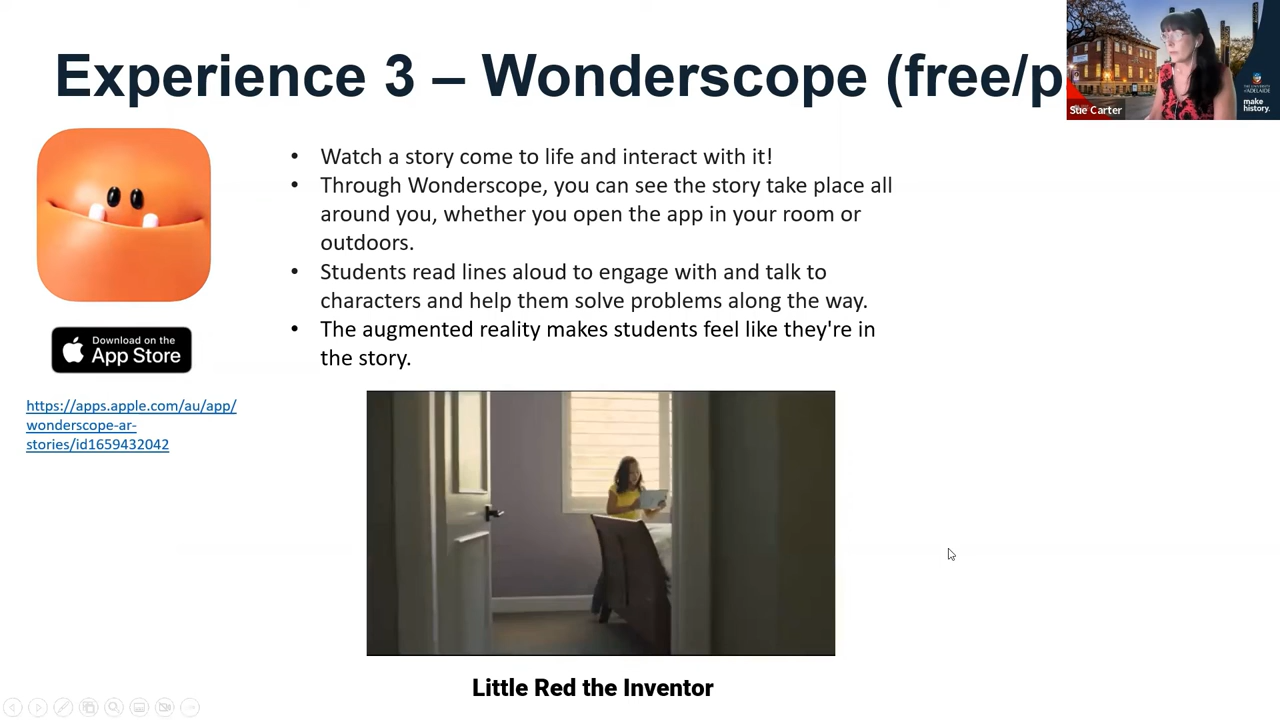 Experience 3 – Wonderscope (free/p
Sue Carter
THE UNIVERSITY
of ADELAIDE
make
history.
• Watch a story come to life and interact with it!
• Through Wonderscope, you can see the story take place all
around you, whether you open the app in your room or
outdoors.
• Students read lines aloud to engage with and talk to
characters and help them solve problems along the way.
• The augmented reality makes students feel like they're in
the story.
Download on the
App Store
https://apps.apple.com/au/app/
wonderscope-ar-
stories/id1659432042
Little Red the Inventor